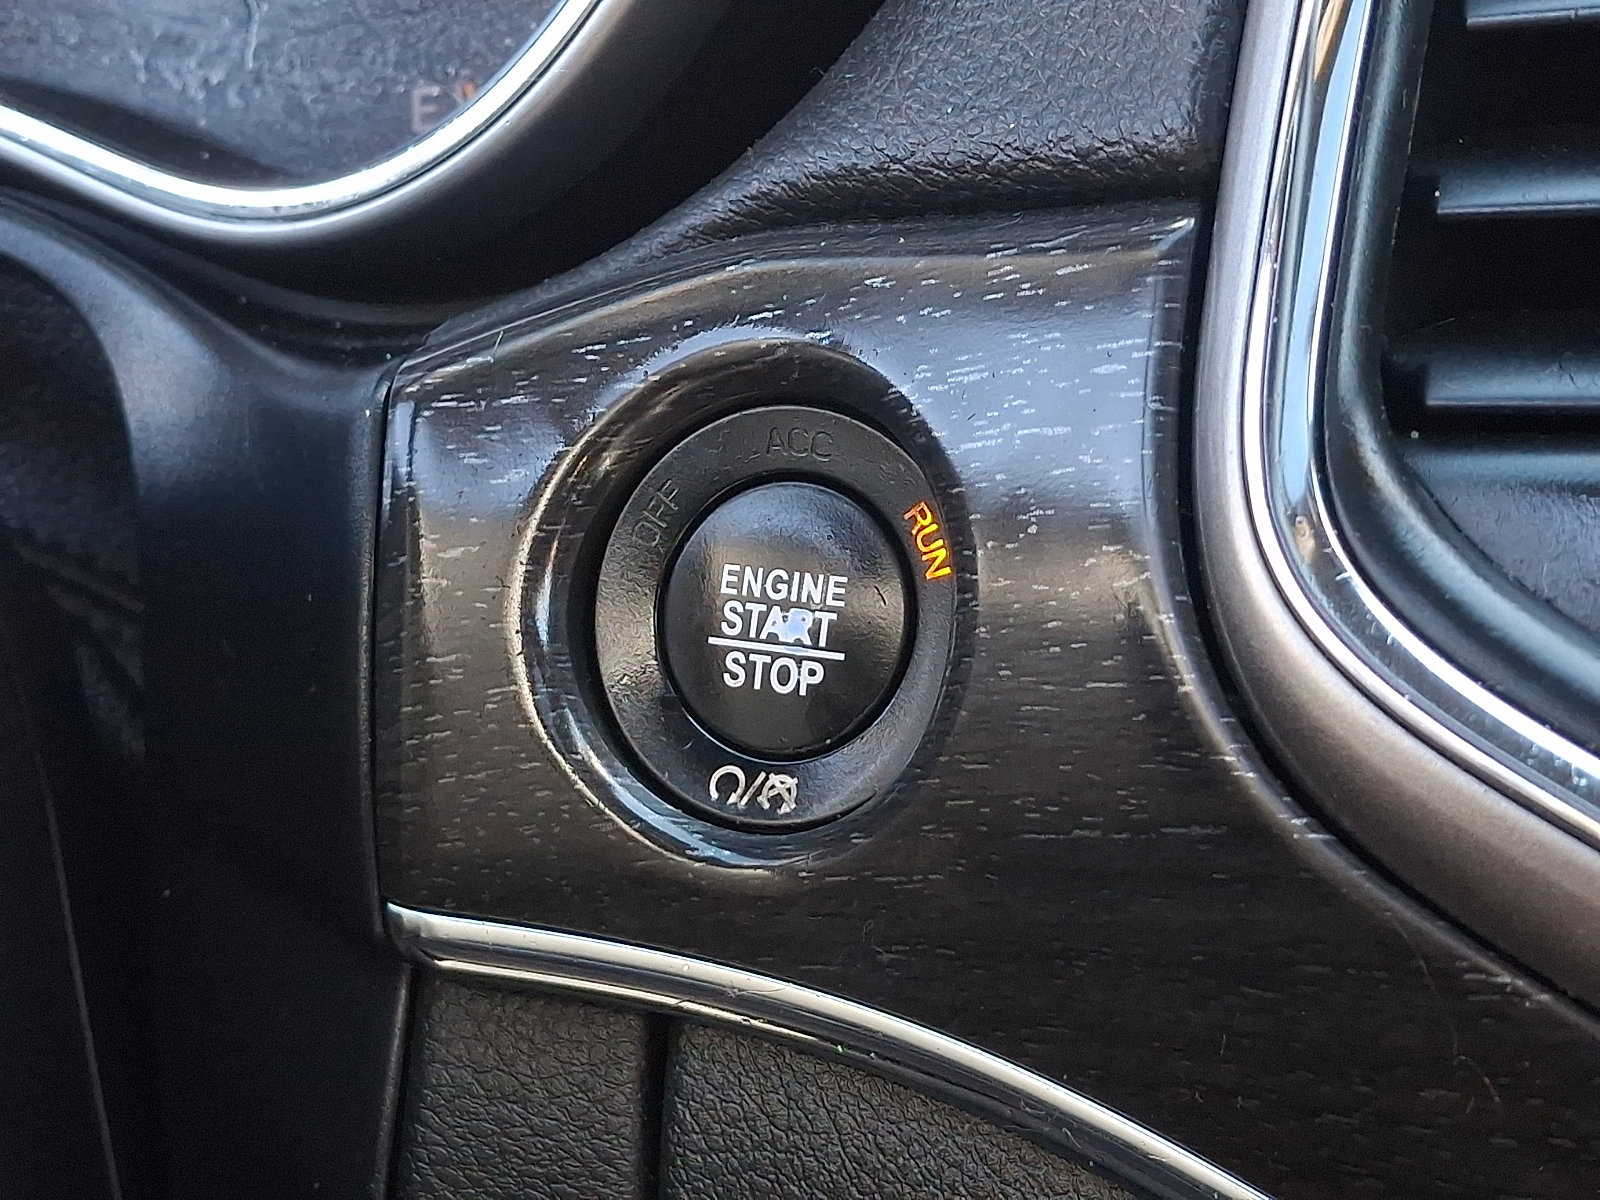 ACC
OFF
RUN
ENGINE
START
STOP